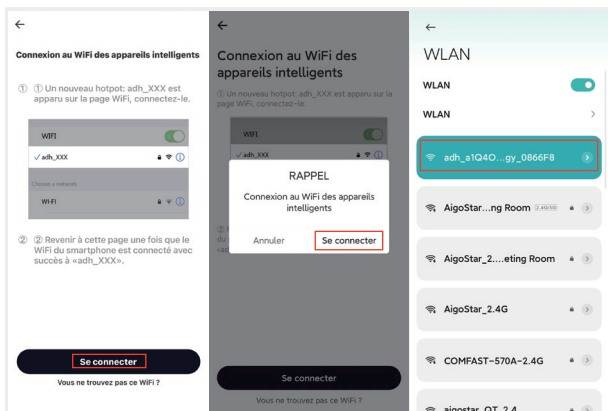 Connexion au WiFi des appareils intelligents
① ① Un nouveau hotpot: adh_XXX est
apparu sur la page WiFi, connectez-le.
WIFI
✓ adh_XXX
Choose a network
WI-FI
② ② Revenir à cette page une fois que le
WiFi du smartphone est connecté avec
succès à «adh_XXX».
Se connecter
Vous ne trouvez pas ce WiFi ?
Connexion au WiFi des
appareils intelligents
① Un nouveau hotpot: adh_XXX est apparu sur la
page WiFi, connectez-le.
WIFI
✓ adh_XXX
RAPPEL
Connexion au WiFi des appareils
intelligents
Annuler
Se connecter
Se connecter
Vous ne trouvez pas ce WiFi ?
WLAN
WLAN
WLAN
adh_a1Q4O...gy_0866F8
AigoStar...ng Room
AigoStar_2....eting Room
AigoStar_2.4G
COMFAST-570A-2.4G
aigostar_QT_2.4